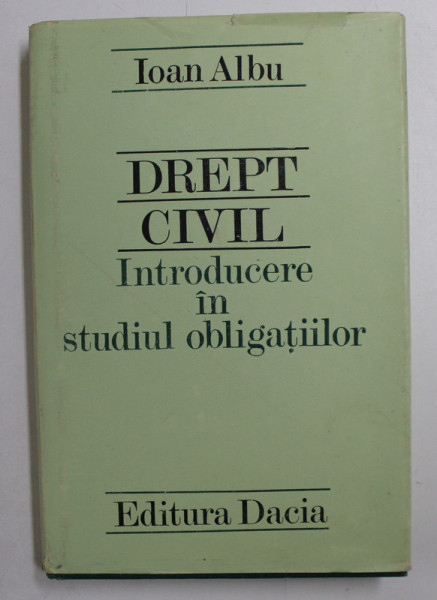 Ioan Albu
DREPT
CIVIL
Introducere
în
studiul obligațiilor
Editura Dacia